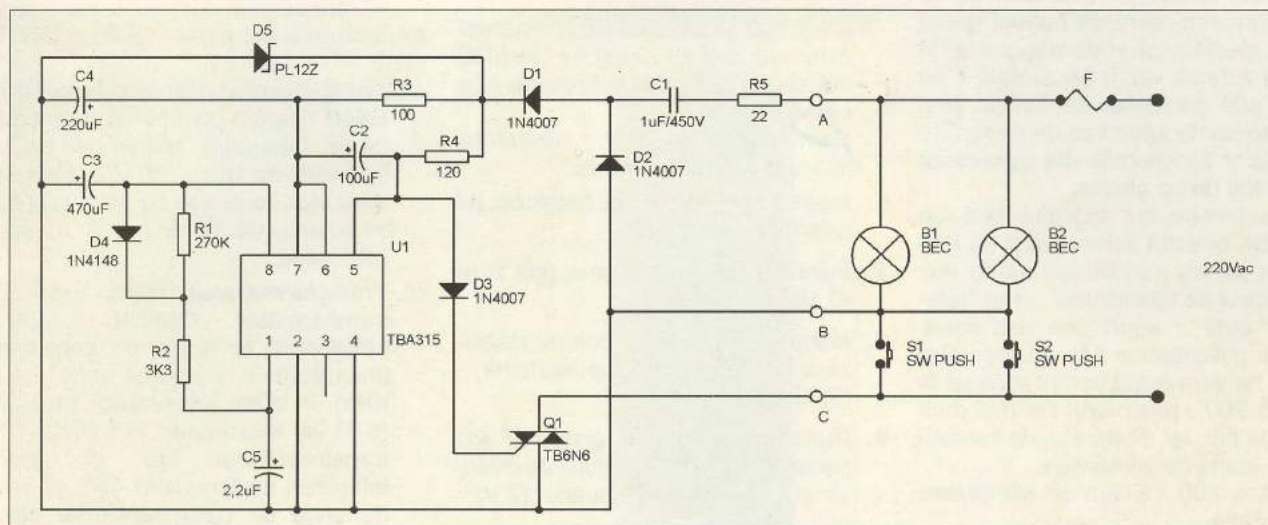 D5
PL12Z
C4
220uF
C3
470uF
D4
1N4148
R1
270K
R2
3K3
C5
2,2uF
R3
100
C2
100uF
R4
120
D1
1N4007
U1
8 7 6 5
1 2 3 4
TBA315
D3
1N4007
D2
1N4007
C1
1uF/450V
R5
22
A
B
C
Q1
TB6N6
B1
BEC
B2
BEC
S1
SW PUSH
S2
SW PUSH
F
220Vac